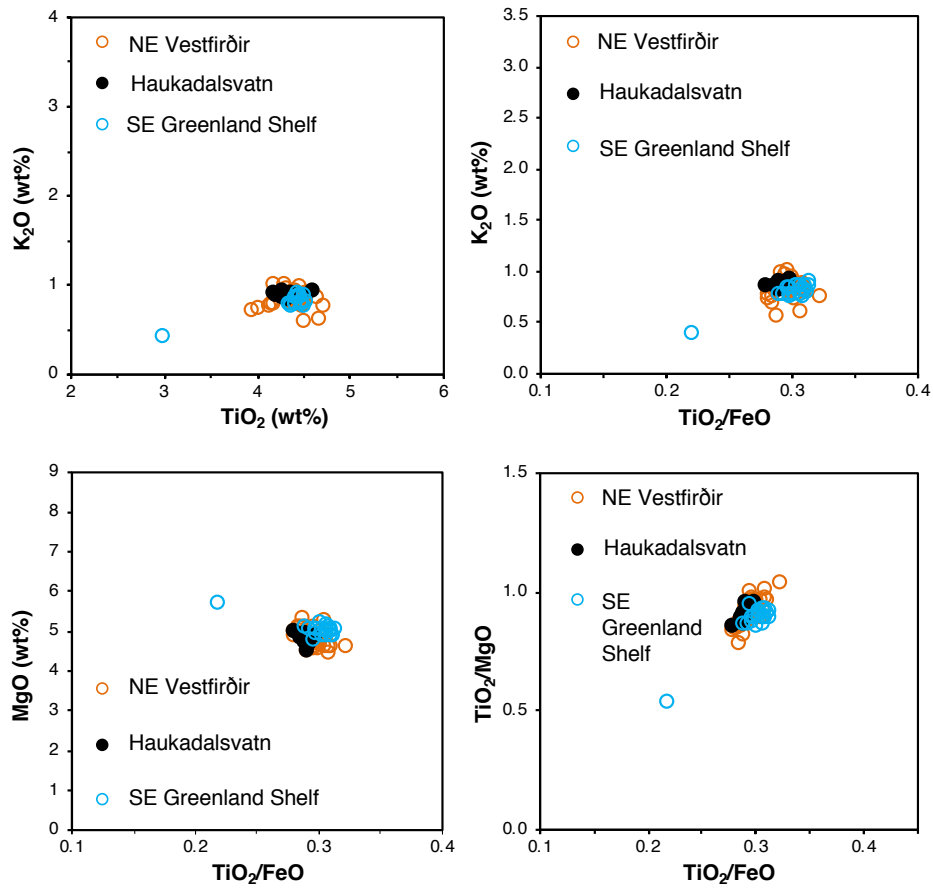 4
3
2
1
0
K₂O (wt%)
NE Vestfirðir
Haukadalsvatn
SE Greenland Shelf
2
3
4
5
6
TiO₂ (wt%)
3.5
3.0
2.5
2.0
1.5
1.0
0.5
0.0
K₂O (wt%)
NE Vestfirðir
Haukadalsvatn
SE Greenland Shelf
0.1
0.2
0.3
0.4
TiO₂/FeO
9
8
7
6
5
4
3
2
1
0
MgO (wt%)
NE Vestfirðir
Haukadalsvatn
SE Greenland Shelf
0.1
0.2
0.3
0.4
TiO₂/FeO
1.5
1.0
0.5
0.0
TiO₂/MgO
NE Vestfirðir
Haukadalsvatn
SE
Greenland
Shelf
0.1
0.2
0.3
0.4
TiO₂/FeO